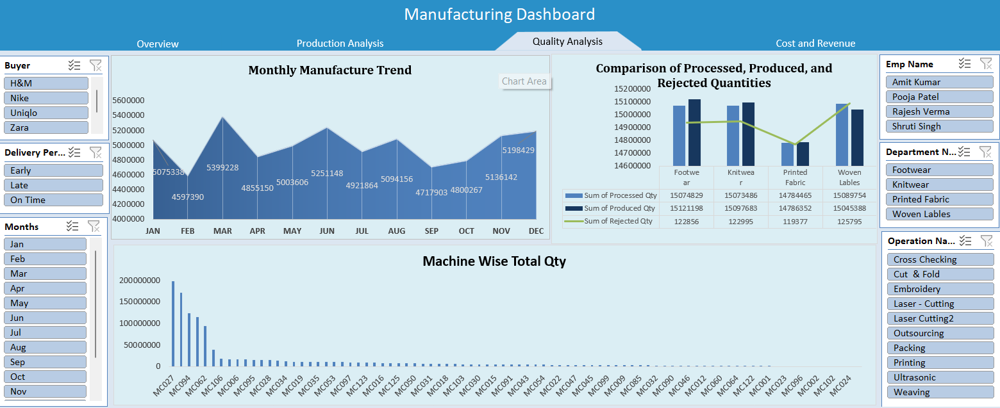 Manufacturing Dashboard
Overview
Production Analysis
Quality Analysis
Cost and Revenue
Buyer
H&M
Nike
Uniqlo
Zara
Delivery Per...
Early
Late
On Time
Months
Jan
Feb
Mar
Apr
May
Jun
Jul
Aug
Sep
Oct
Nov
Monthly Manufacture Trend
Chart Area
5600000
5400000
5200000
5000000
4800000
4600000
4400000
4200000
4000000
5075338
4597390
5399228
4855150
5003606
5251148
4921864
5094156
4717903
4800267
5136142
5198429
JAN FEB MAR APR MAY JUN JUL AUG SEP OCT NOV DEC
Comparison of Processed, Produced, and
Rejected Quantities
15200000
15100000
15000000
14900000
14800000
14700000
14600000
Footwe
ar
Knitwea
r
Printed
Fabric
Woven
Lables
Sum of Processed Qty 15074829 15073486 14784465 15089754
Sum of Produced Qty 15121198 15097683 14786352 15045388
Sum of Rejected Qty 122856 122995 119377 125795
Machine Wise Total Qty
200000000
150000000
100000000
50000000
0
MC027 MC094 MC062 MC106 MC006 MC095 MC028 MC034 MC019 MC035 MC053 MC097 MC123 MC016 MC125 MC050 MC031 MC018 MC103 MC030 MC015 MC091 MC043 MC054 MC022 MC047 MC045 MC099 MC009 MC085 MC032 MC090 MC046 MC012 MC060 MC064 MC122 MC001 MC023 MC096 MC002 MC102 MC024
Emp Name
Amit Kumar
Pooja Patel
Rajesh Verma
Shruti Singh
Department N...
Footwear
Knitwear
Printed Fabric
Woven Lables
Operation Na...
Cross Checking
Cut & Fold
Embroidery
Laser - Cutting
Laser Cutting2
Outsourcing
Packing
Printing
Ultrasonic
Weaving